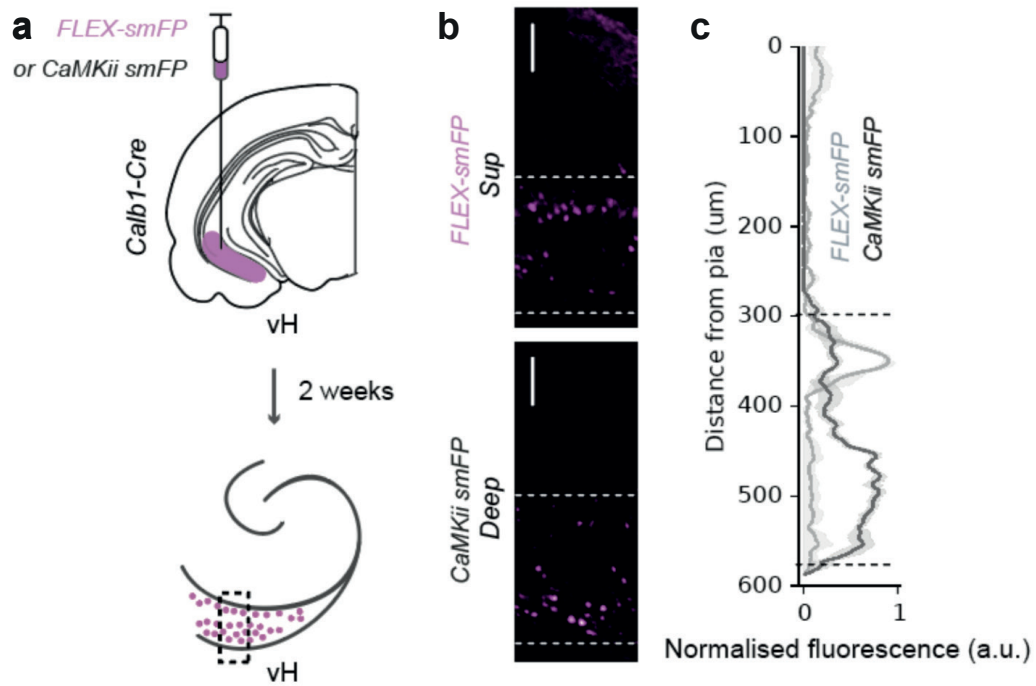 a
FLEX-smFP
or CaMKii smFP
Calb1-Cre
vH
2 weeks
vH
b
FLEX-smFP
Sup
CaMKii smFP
Deep
c
0
100
200
300
400
500
600
Distance from pia (um)
FLEX-smFP
CaMKii smFP
0
1
Normalised fluorescence (a.u.)